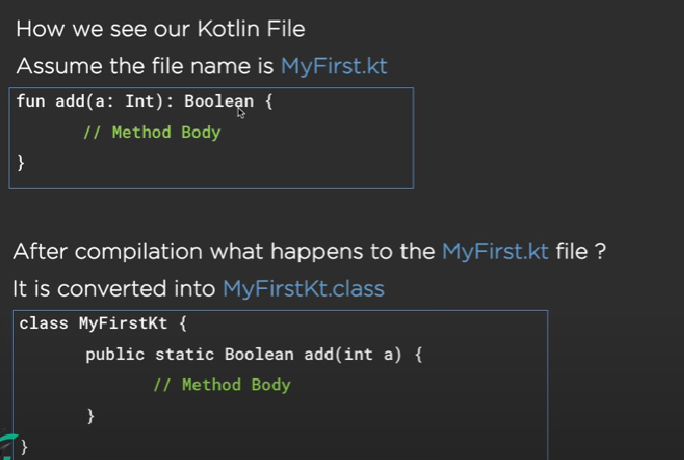 How we see our Kotlin File
Assume the file name is MyFirst.kt
fun add(a: Int): Boolean {
// Method Body
}
After compilation what happens to the MyFirst.kt file ?
It is converted into MyFirstKt.class
class MyFirstKt {
public static Boolean add(int a) {
// Method Body
}
}